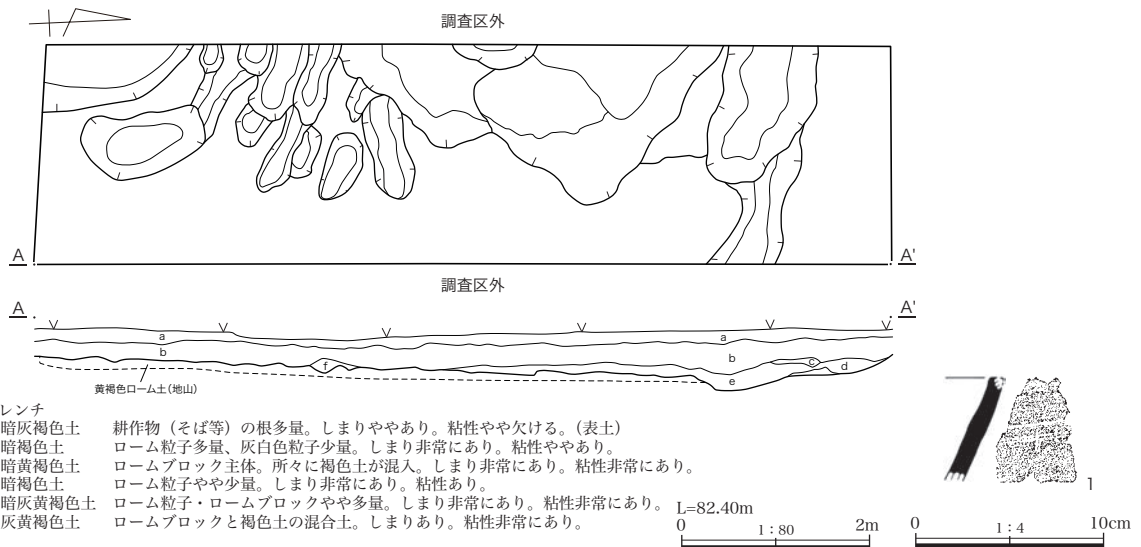 調査区外
A A'
調査区外
A A'
a a
b b c d
f e
黄褐色ローム土（地山）
レンチ
暗灰褐色土 耕作物（そば等）の根多量。しまりややあり。粘性やや欠ける。（表土）
暗褐色土 ローム粒子多量、灰白色粒子少量。しまり非常にあり。粘性ややあり。
暗黄褐色土 ロームブロック主体。所々に褐色土が混入。しまり非常にあり。粘性非常にあり。
暗褐色土 ローム粒子やや少量。しまり非常にあり。粘性あり。
暗灰黄褐色土 ローム粒子・ロームブロックやや多量。しまり非常にあり。粘性非常にあり。
灰黄褐色土 ロームブロックと褐色土の混合土。しまりあり。粘性非常にあり。
L=82.40m
0 1：80 2m
1
0 1：4 10cm